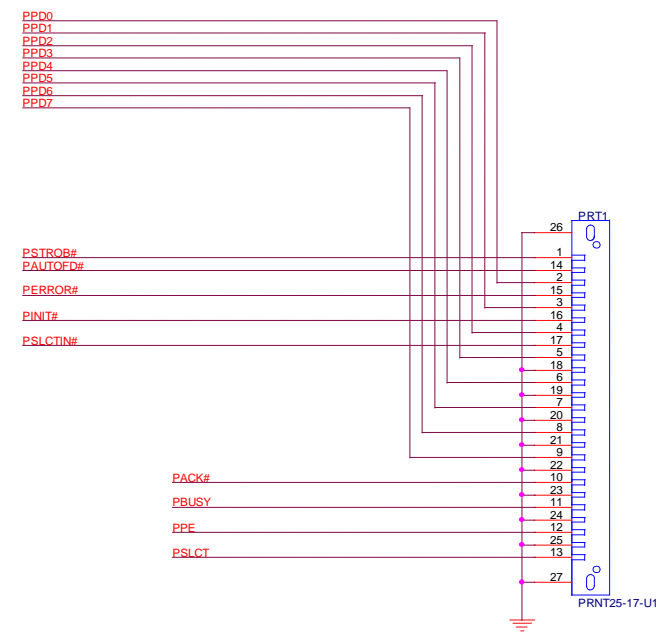 PPD0
PPD1
PPD2
PPD3
PPD4
PPD5
PPD6
PPD7
PRT1
26
PSTROB# 1
PAUTOFD# 14
2
PERROR# 15
3
PINIT# 16
4
PSLCTIN# 17
5
18
6
19
7
20
8
21
9
22
PACK# 10
23
PBUSY 11
24
PPE 12
25
PSLCT 13
27
PRNT25-17-U1